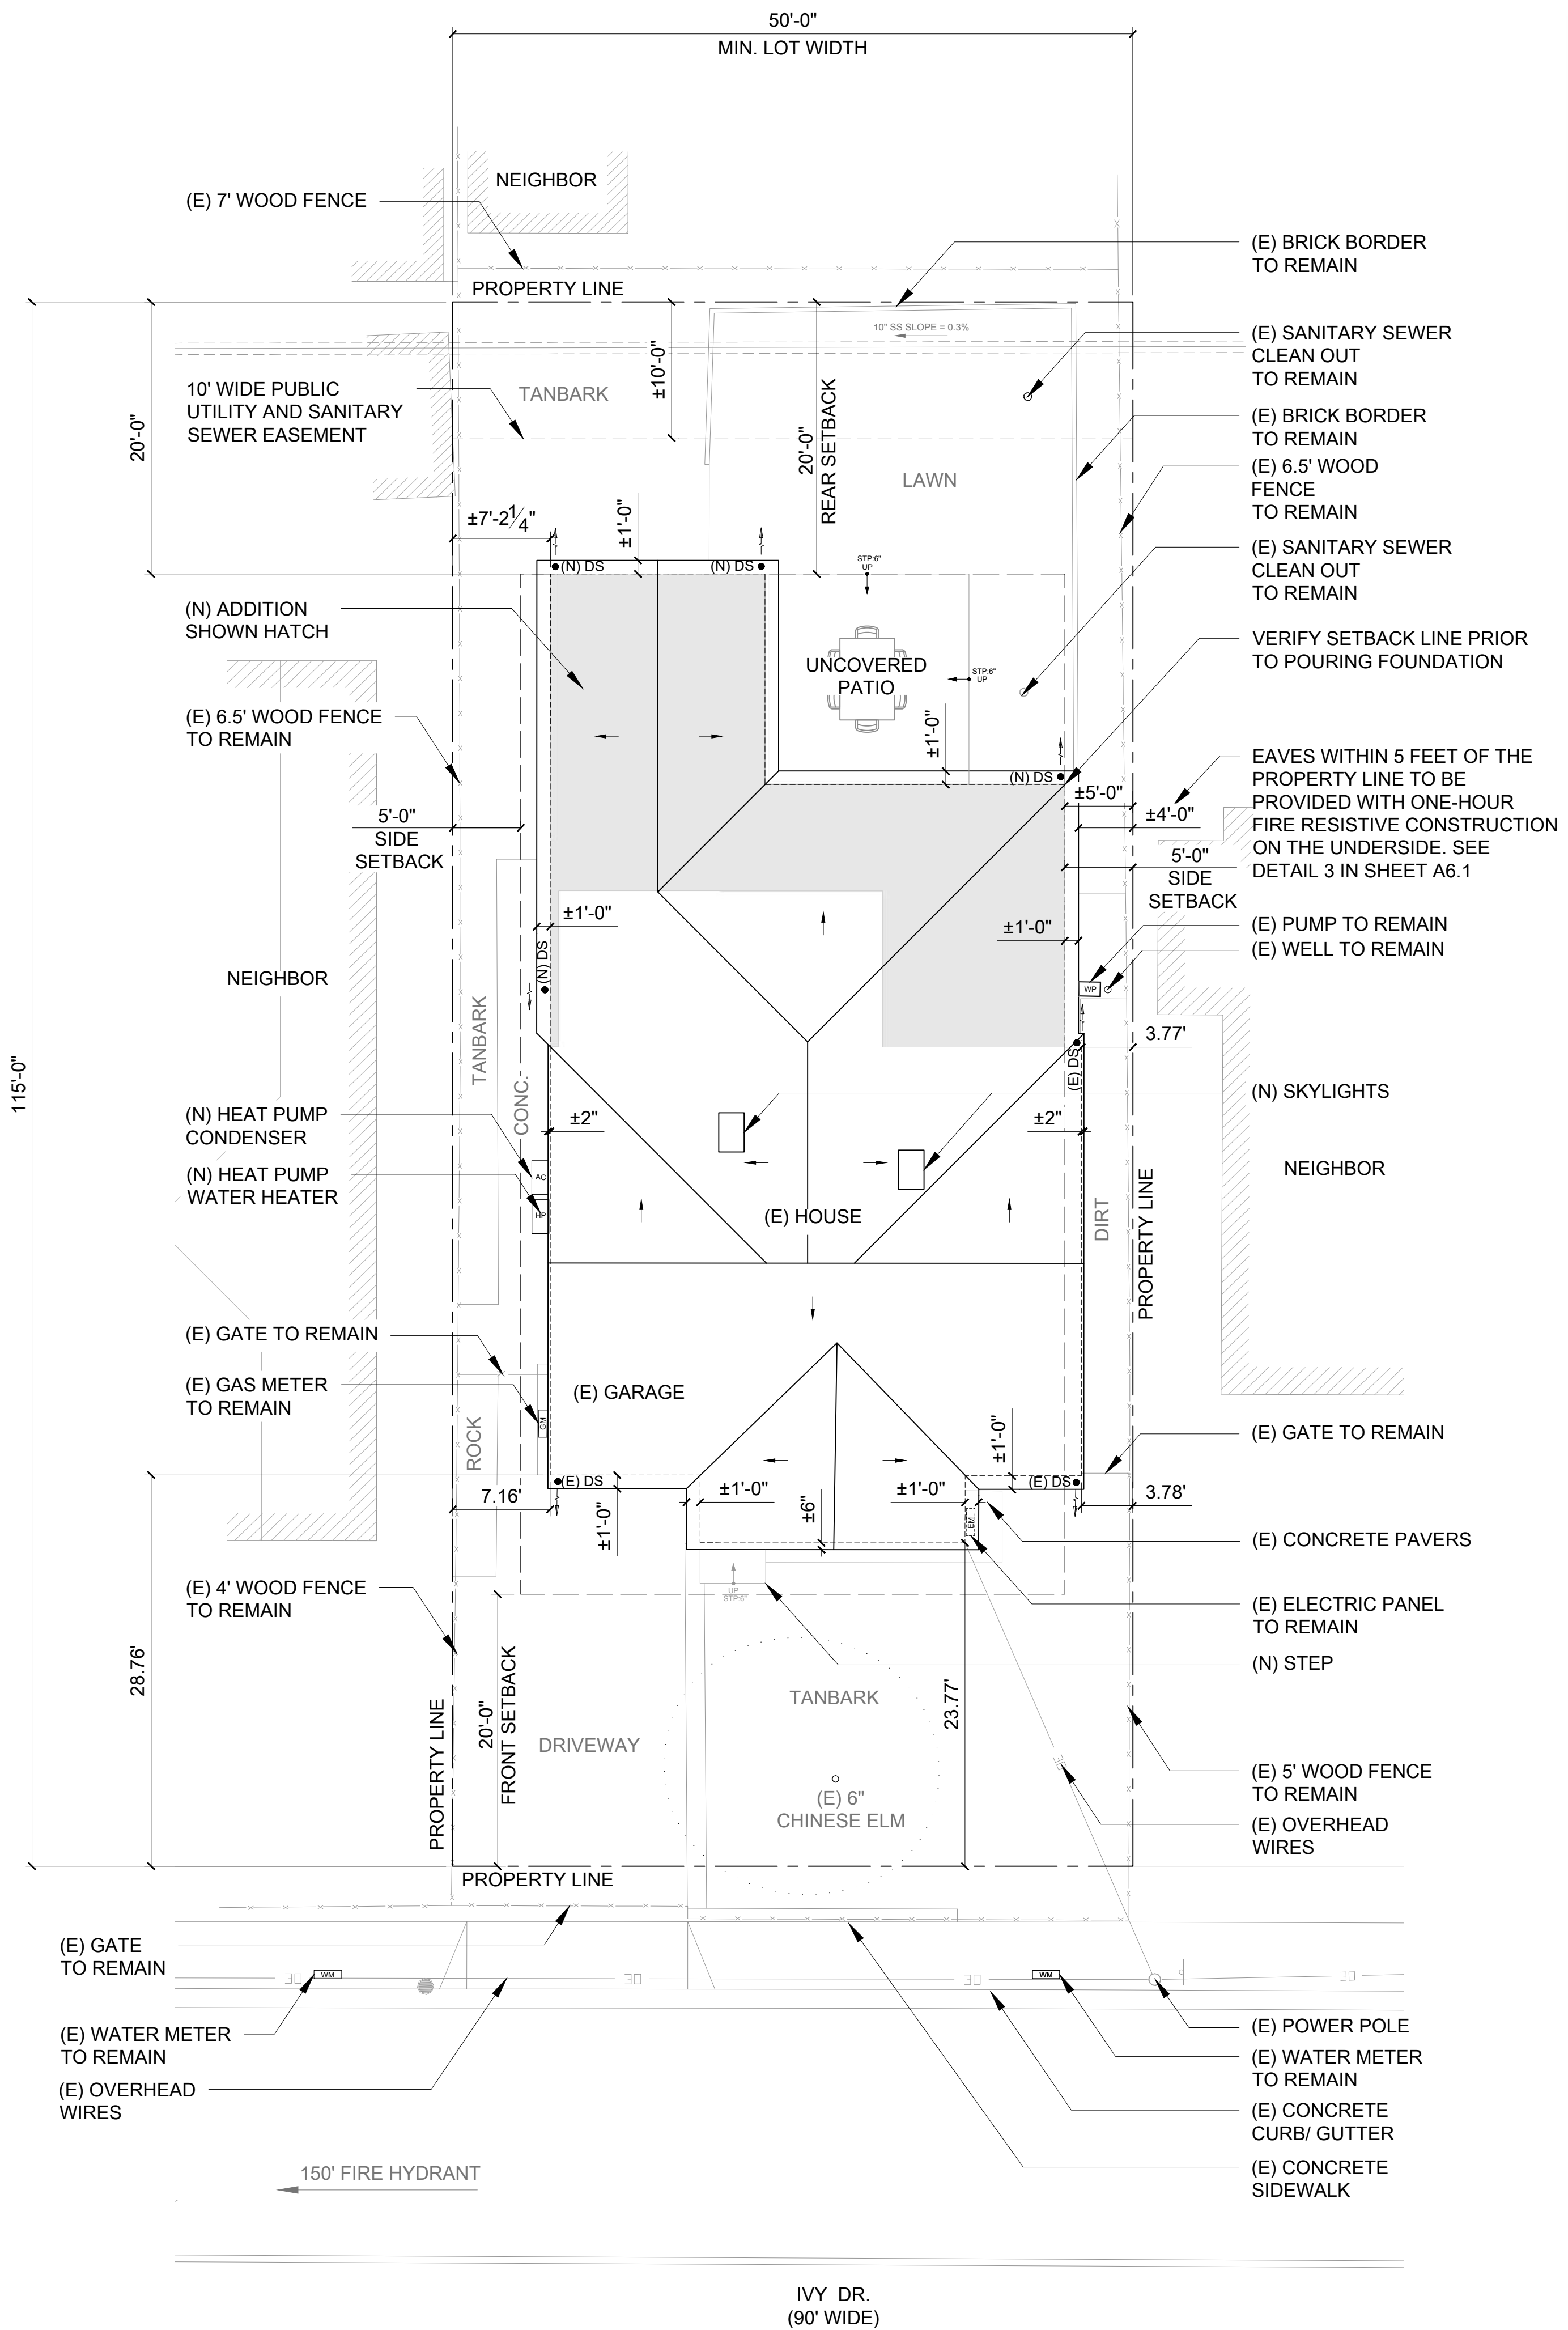 50'-0"
MIN. LOT WIDTH
NEIGHBOR
(E) 7' WOOD FENCE
PROPERTY LINE
(E) BRICK BORDER
TO REMAIN
10" SS SLOPE = 0.3%
(E) SANITARY SEWER
CLEAN OUT
TO REMAIN
10' WIDE PUBLIC
UTILITY AND SANITARY
SEWER EASEMENT
TANBARK
±10'-0"
20'-0"
REAR SETBACK
20'-0"
LAWN
(E) BRICK BORDER
TO REMAIN
(E) 6.5' WOOD
FENCE
TO REMAIN
±7'-2 1/4"
±1'-0"
(N) DS
(N) DS
STP:6"
UP
(E) SANITARY SEWER
CLEAN OUT
TO REMAIN
(N) ADDITION
SHOWN HATCH
UNCOVERED
PATIO
STP:6"
UP
VERIFY SETBACK LINE PRIOR
TO POURING FOUNDATION
(E) 6.5' WOOD FENCE
TO REMAIN
±1'-0"
(N) DS
±5'-0"
±4'-0"
EAVES WITHIN 5 FEET OF THE
PROPERTY LINE TO BE
PROVIDED WITH ONE-HOUR
FIRE RESISTIVE CONSTRUCTION
ON THE UNDERSIDE. SEE
DETAIL 3 IN SHEET A6.1
5'-0"
SIDE
SETBACK
5'-0"
SIDE
SETBACK
±1'-0"
±1'-0"
(E) PUMP TO REMAIN
(E) WELL TO REMAIN
NEIGHBOR
(N) DS
WP
TANBARK
CONC.
3.77'
(E) DS
115'-0"
(N) SKYLIGHTS
(N) HEAT PUMP
CONDENSER
±2"
±2"
AC
(N) HEAT PUMP
WATER HEATER
HP
NEIGHBOR
(E) HOUSE
DIRT
PROPERTY LINE
(E) GATE TO REMAIN
(E) GAS METER
TO REMAIN
GM
(E) GARAGE
ROCK
(E) GATE TO REMAIN
±1'-0"
(E) DS
(E) DS
7.16'
±1'-0"
±1'-0"
±6"
±1'-0"
EM
3.78'
(E) CONCRETE PAVERS
(E) 4' WOOD FENCE
TO REMAIN
UP
STP:6"
(E) ELECTRIC PANEL
TO REMAIN
(N) STEP
28.76'
20'-0"
FRONT SETBACK
PROPERTY LINE
DRIVEWAY
TANBARK
23.77'
(E) 6"
CHINESE ELM
(E) 5' WOOD FENCE
TO REMAIN
(E) OVERHEAD
WIRES
PROPERTY LINE
(E) GATE
TO REMAIN
WM
WM
(E) WATER METER
TO REMAIN
(E) OVERHEAD
WIRES
(E) POWER POLE
(E) WATER METER
TO REMAIN
(E) CONCRETE
CURB/ GUTTER
(E) CONCRETE
SIDEWALK
150' FIRE HYDRANT
IVY DR.
(90' WIDE)